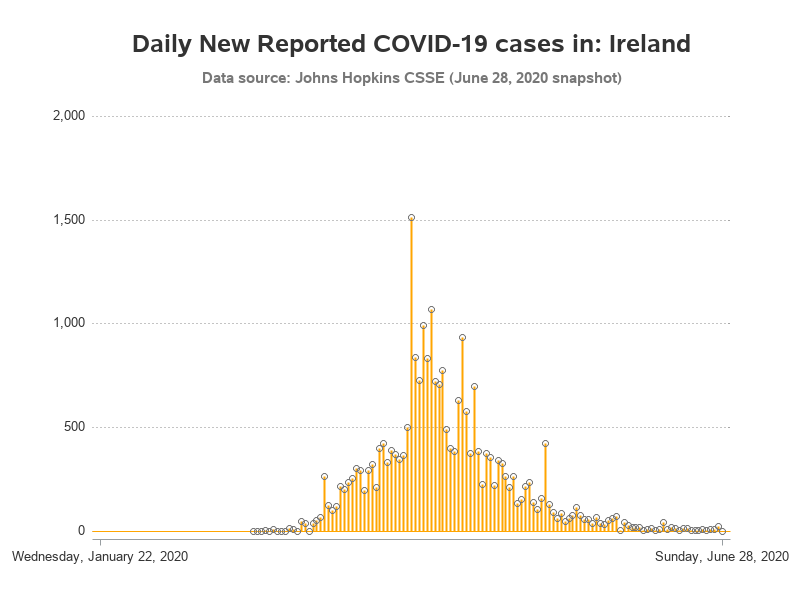 Daily New Reported COVID-19 cases in: Ireland
Data source: Johns Hopkins CSSE (June 28, 2020 snapshot)
2,000
1,500
1,000
500
0
Wednesday, January 22, 2020
Sunday, June 28, 2020